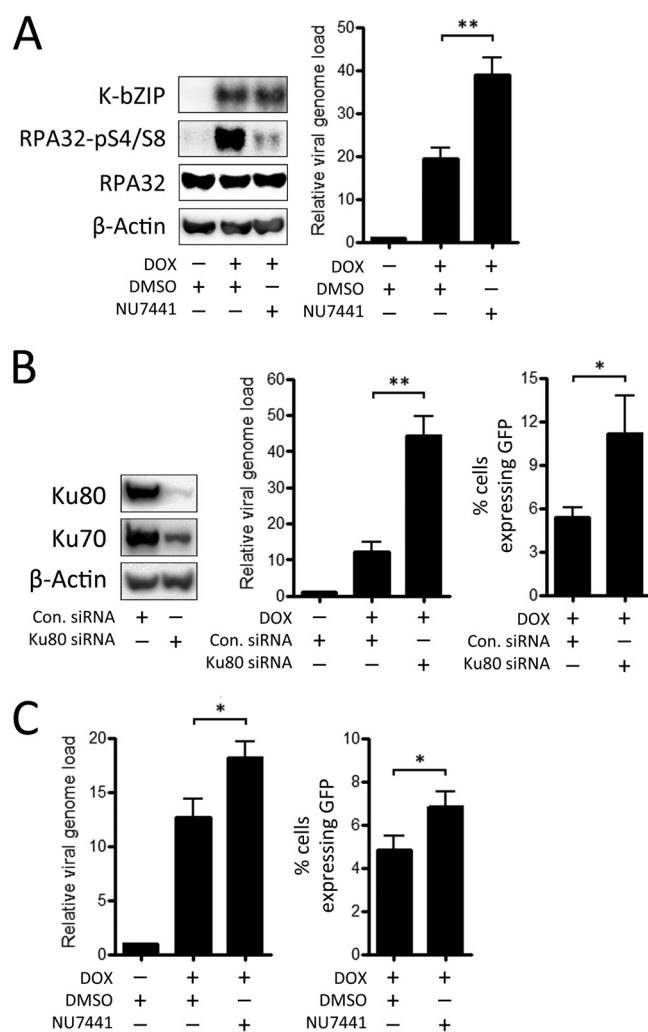 A
K-bZIP
RPA32-pS4/S8
RPA32
β-Actin
DOX − + +
DMSO + + −
NU7441 − − +
Relative viral genome load
50
40
30
20
10
0
**
DOX − + +
DMSO + + −
NU7441 − − +
B
Ku80
Ku70
β-Actin
Con. siRNA + −
Ku80 siRNA − +
Relative viral genome load
60
50
40
30
20
10
0
**
DOX − + +
Con. siRNA + + −
Ku80 siRNA − − +
% cells
expressing GFP
15
12
9
6
3
0
*
DOX + +
Con. siRNA + −
Ku80 siRNA − +
C
Relative viral genome load
20
15
10
5
0
*
DOX − + +
DMSO + + −
NU7441 − − +
% cells
expressing GFP
10
8
6
4
2
0
*
DOX + +
DMSO + −
NU7441 − +